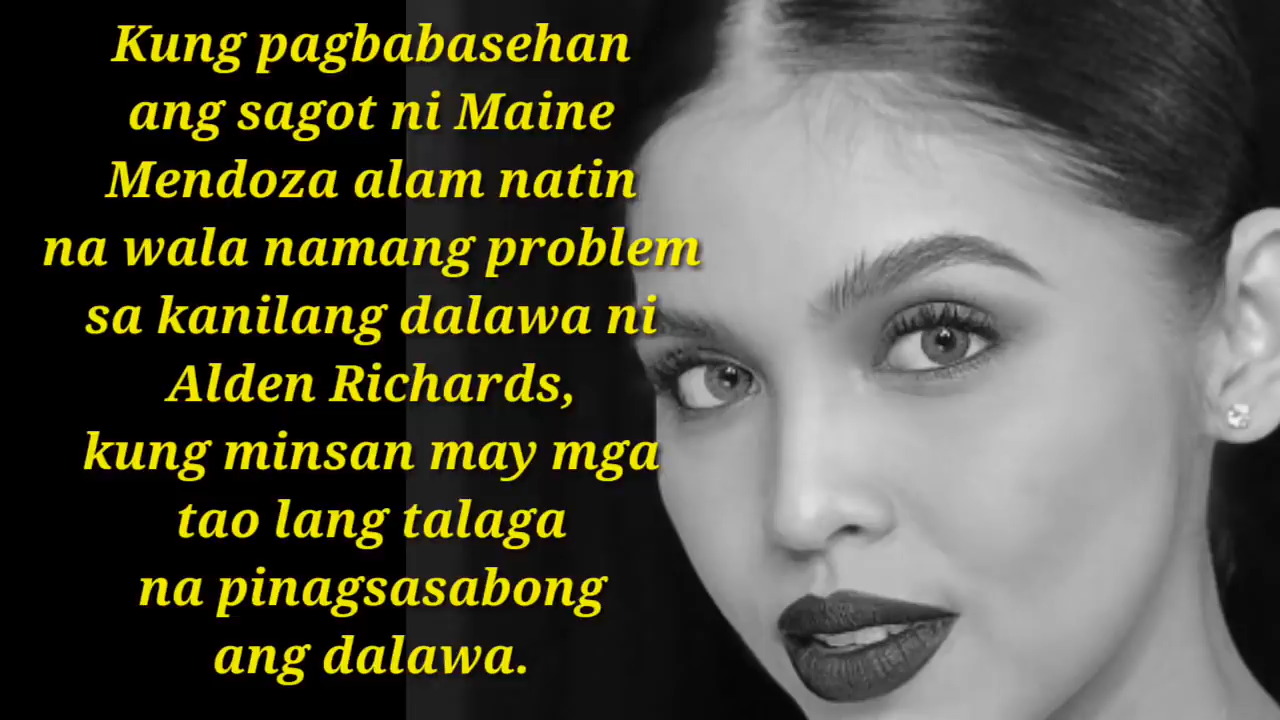 Kung pagbabasehan
ang sagot ni Maine
Mendoza alam natin
na wala namang problem
sa kanilang dalawa ni
Alden Richards,
kung minsan may mga
tao lang talaga
na pinagsasabong
ang dalawa.